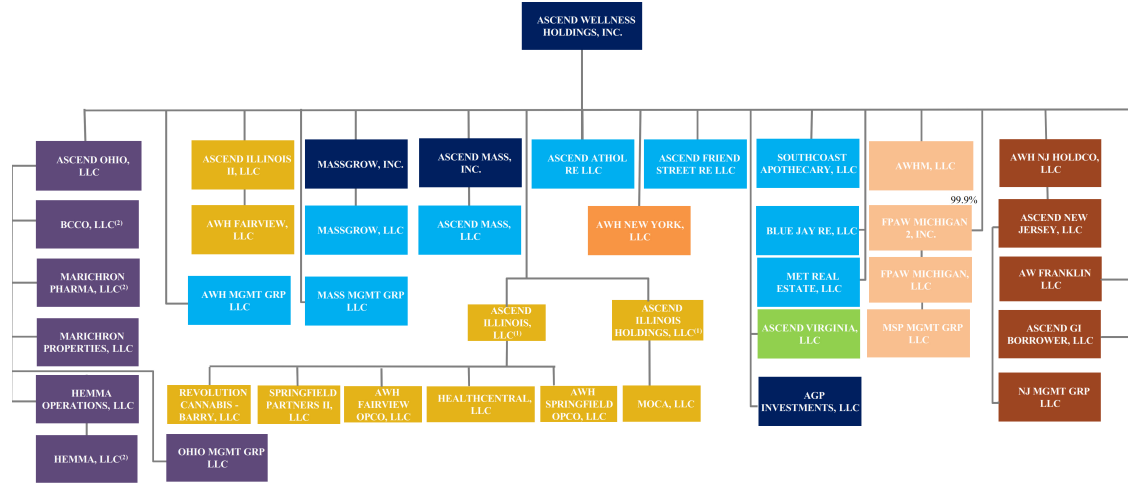 ASCEND WELLNESS
HOLDINGS, INC.
ASCEND OHIO,
LLC
ASCEND ILLINOIS
II, LLC
MASSGROW, INC.
ASCEND MASS,
INC.
ASCEND ATHOL
RE LLC
ASCEND FRIEND
STREET RE LLC
SOUTHCOAST
APOTHECARY, LLC
AWHM, LLC
AWH NJ HOLDCO,
LLC
99.9%
BCCO, LLC(2)
AWH FAIRVIEW,
LLC
MASSGROW, LLC
ASCEND MASS,
LLC
AWH NEW YORK,
LLC
BLUE JAY RE, LLC
FPAW MICHIGAN
2, INC.
ASCEND NEW
JERSEY, LLC
MARICHRON
PHARMA, LLC(2)
AWH MGMT GRP
LLC
MASS MGMT GRP
LLC
MET REAL
ESTATE, LLC
FPAW MICHIGAN,
LLC
AW FRANKLIN
LLC
MARICHRON
PROPERTIES, LLC
ASCEND
ILLINOIS,
LLC(1)
ASCEND
ILLINOIS
HOLDINGS, LLC(1)
ASCEND VIRGINIA,
LLC
MSP MGMT GRP
LLC
ASCEND GI
BORROWER, LLC
HEMMA
OPERATIONS, LLC
REVOLUTION
CANNABIS -
BARRY, LLC
SPRINGFIELD
PARTNERS II,
LLC
AWH
FAIRVIEW
OPCO, LLC
HEALTHCENTRAL,
LLC
AWH
SPRINGFIELD
OPCO, LLC
MOCA, LLC
AGP
INVESTMENTS, LLC
NJ MGMT GRP
LLC
HEMMA, LLC(2)
OHIO MGMT GRP
LLC